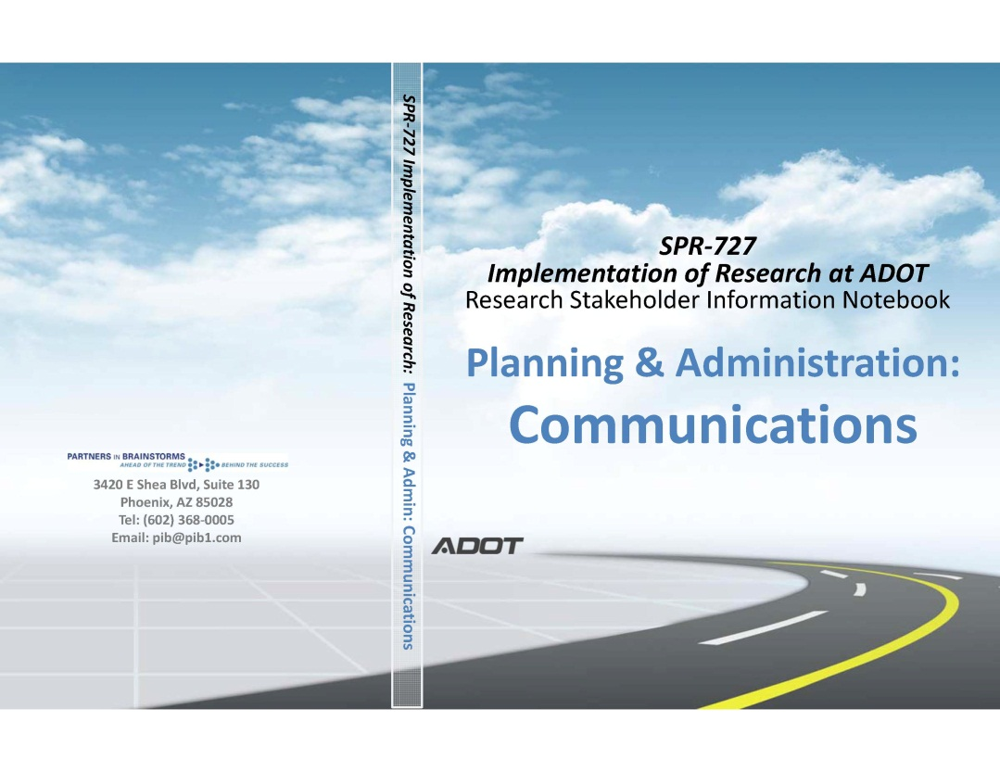 SPR-727 Implementation of Research: Planning & Admin: Communications
SPR-727
Implementation of Research at ADOT
Research Stakeholder Information Notebook
Planning & Administration:
Communications
PARTNERS IN BRAINSTORMS
AHEAD OF THE TREND BEHIND THE SUCCESS
3420 E Shea Blvd, Suite 130
Phoenix, AZ 85028
Tel: (602) 368-0005
Email: pib@pib1.com
ADOT